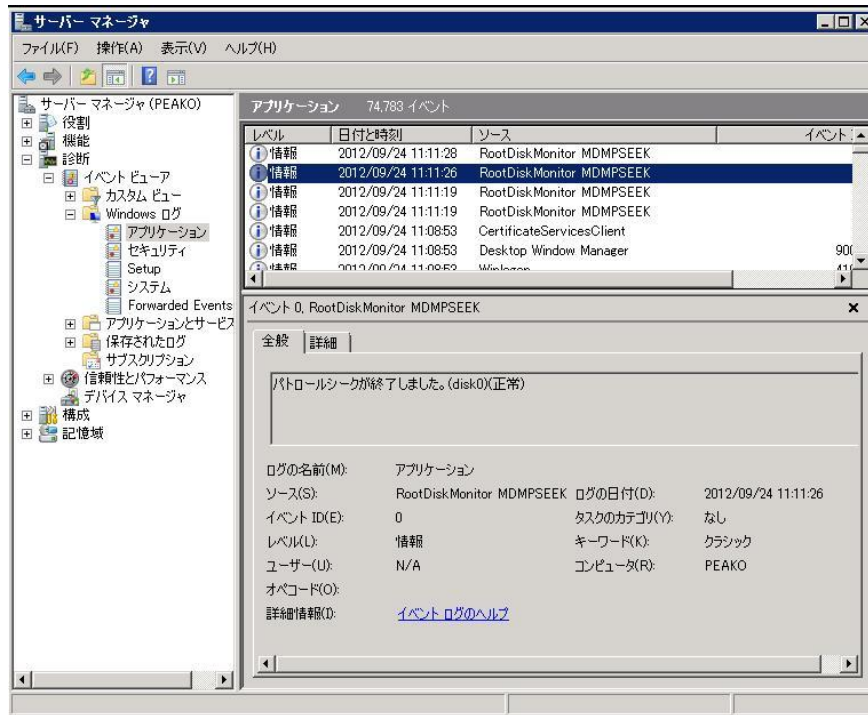 サーバー マネージャ
ファイル(F) 操作(A) 表示(V) ヘルプ(H)
サーバー マネージャ (PEAKO)
役割
機能
診断
イベント ビューア
カスタム ビュー
Windows ログ
アプリケーション
セキュリティ
Setup
システム
Forwarded Events
アプリケーションとサービス
保存されたログ
サブスクリプション
信頼性とパフォーマンス
デバイス マネージャ
構成
記憶域
アプリケーション 74,783 イベント
レベル 日付と時刻 ソース イベント
情報 2012/09/24 11:11:28 RootDiskMonitor MDMPSEEK
情報 2012/09/24 11:11:26 RootDiskMonitor MDMPSEEK
情報 2012/09/24 11:11:19 RootDiskMonitor MDMPSEEK
情報 2012/09/24 11:11:19 RootDiskMonitor MDMPSEEK
情報 2012/09/24 11:08:53 CertificateServicesClient
情報 2012/09/24 11:08:53 Desktop Window Manager 900
情報 2012/09/24 11:08:53 Winlogon
イベント 0, RootDiskMonitor MDMPSEEK
全般 詳細
パトロールシークが終了しました。(disk0)(正常)
ログの名前(M): アプリケーション
ソース(S): RootDiskMonitor MDMPSEEK ログの日付(D): 2012/09/24 11:11:26
イベント ID(E): 0 タスクのカテゴリ(Y): なし
レベル(L): 情報 キーワード(K): クラシック
ユーザー(U): N/A コンピュータ(R): PEAKO
オペコード(O):
詳細情報(I): イベント ログのヘルプ